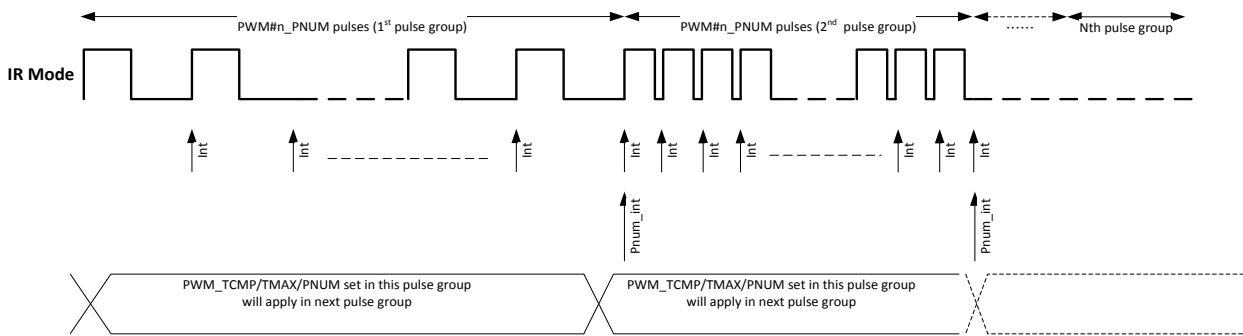 PWM#n_PNUM pulses (1st pulse group)
PWM#n_PNUM pulses (2nd pulse group)
......
Nth pulse group
IR Mode
Int
Int
Int
Int
Int
Int
Int
Int
Int
Int
Pnum_int
Pnum_int
PWM_TCMP/TMAX/PNUM set in this pulse group
will apply in next pulse group
PWM_TCMP/TMAX/PNUM set in this pulse group
will apply in next pulse group